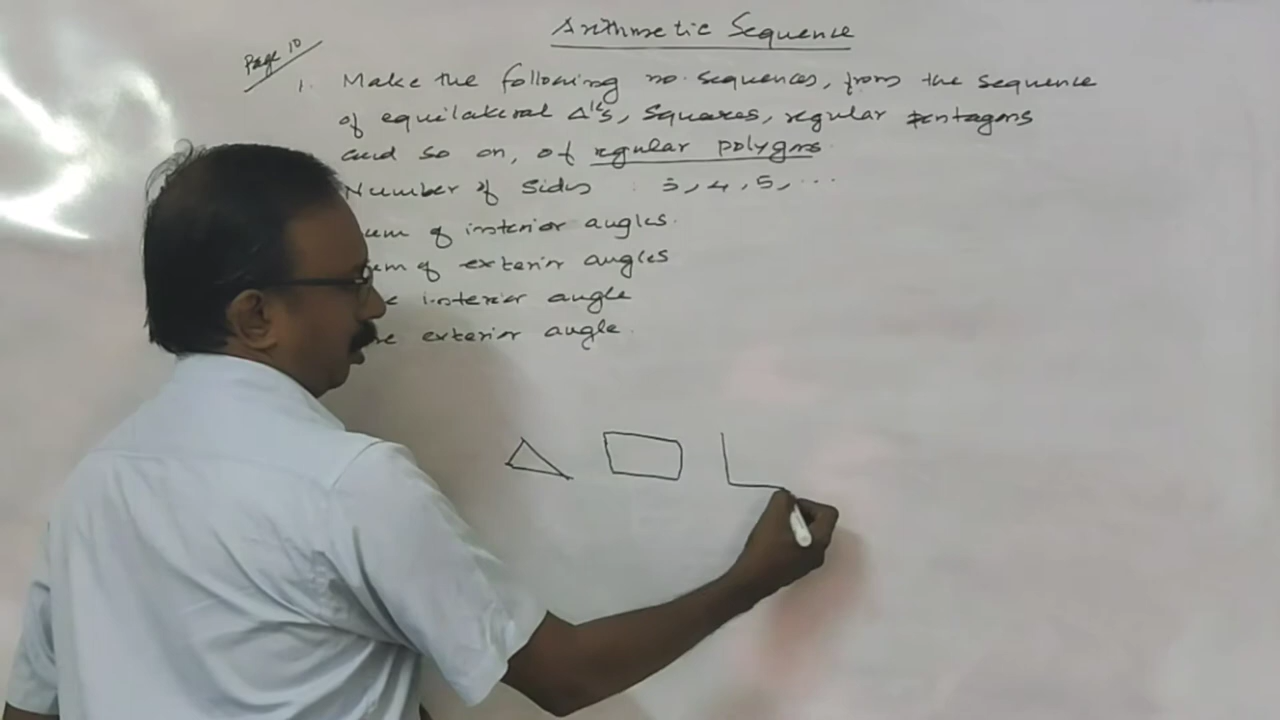 Arithmetic Sequence
Page 10
1. Make the following no. sequences, from the sequence
of equilateral Δles, squares, regular pentagons
and so on, of regular polygons.
Number of sides : 3, 4, 5, ...
of interior angles.
of exterior angles
interior angle
exterior angle.